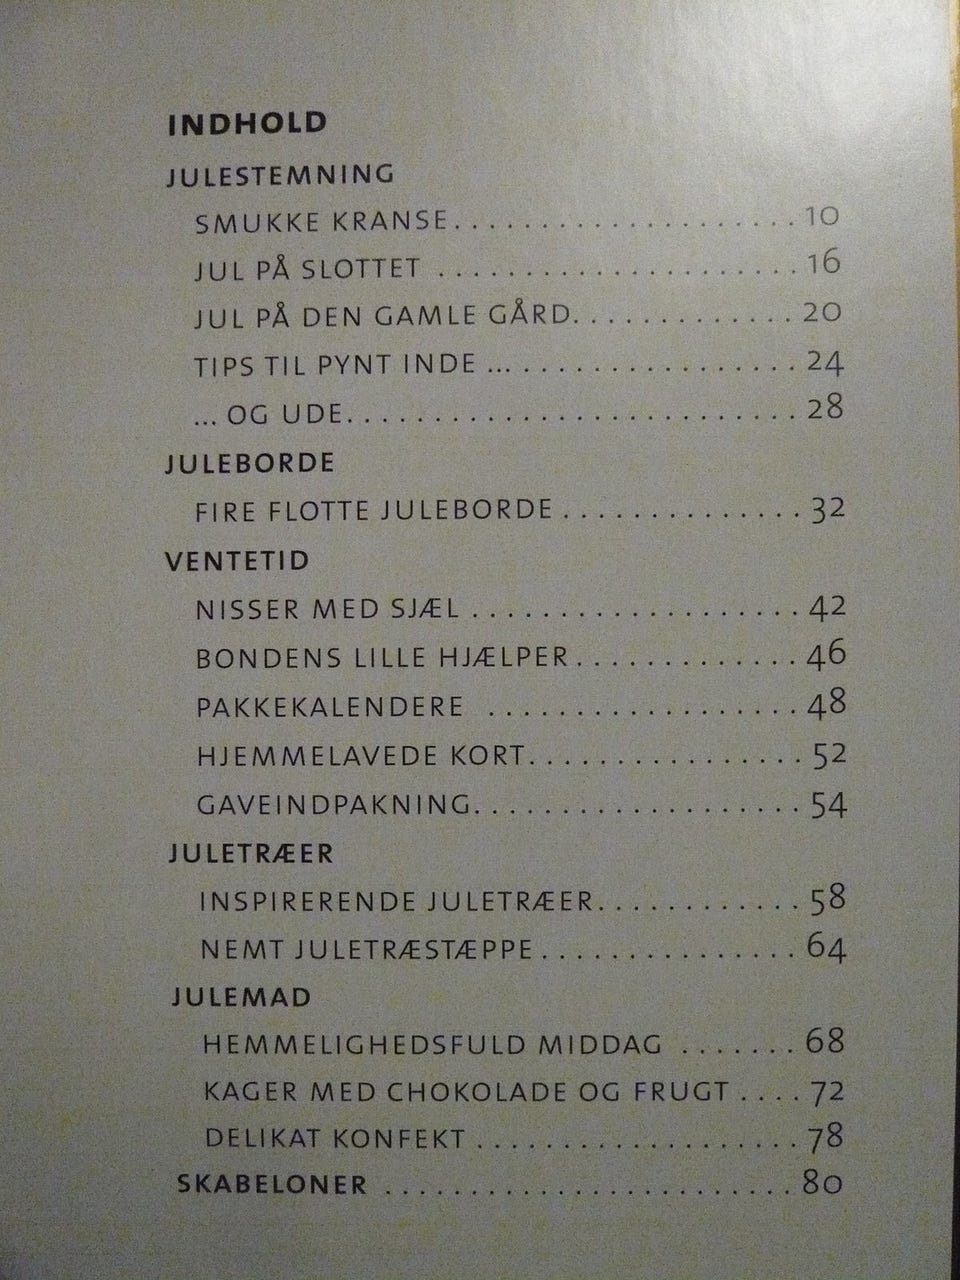 INDHOLD
JULESTEMNING
SMUKKE KRANSE . . . . . . . . . . . . . . . . . . . . 10
JUL PÅ SLOTTET . . . . . . . . . . . . . . . . . . . . . 16
JUL PÅ DEN GAMLE GÅRD. . . . . . . . . . . . . 20
TIPS TIL PYNT INDE ... . . . . . . . . . . . . . . . . . 24
... OG UDE. . . . . . . . . . . . . . . . . . . . . . . . . . . 28
JULEBORDE
FIRE FLOTTE JULEBORDE . . . . . . . . . . . . . . 32
VENTETID
NISSER MED SJÆL . . . . . . . . . . . . . . . . . . . 42
BONDENS LILLE HJÆLPER. . . . . . . . . . . . . 46
PAKKEKALENDERE . . . . . . . . . . . . . . . . . . 48
HJEMMELAVEDE KORT. . . . . . . . . . . . . . . . 52
GAVEINDPAKNING. . . . . . . . . . . . . . . . . . . 54
JULETRÆER
INSPIRERENDE JULETRÆER. . . . . . . . . . . . 58
NEMT JULETRÆSTÆPPE . . . . . . . . . . . . . . . 64
JULEMAD
HEMMELIGHEDSFULD MIDDAG . . . . . . . 68
KAGER MED CHOKOLADE OG FRUGT . . . . 72
DELIKAT KONFEKT . . . . . . . . . . . . . . . . . . . 78
SKABELONER . . . . . . . . . . . . . . . . . . . . . . . . 80